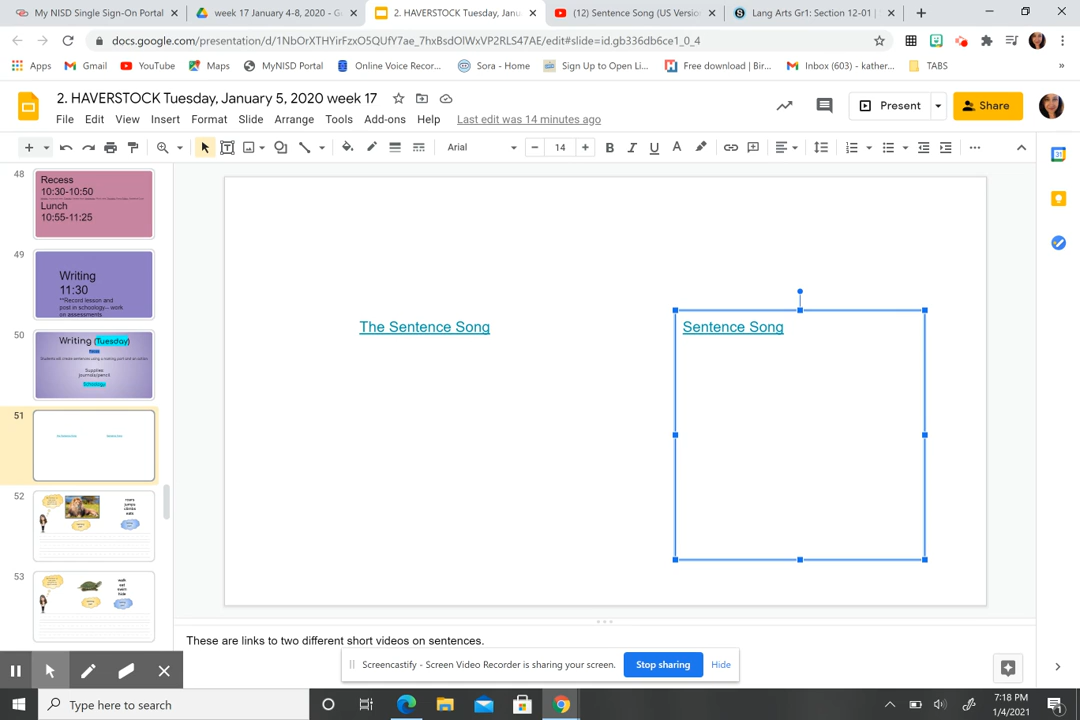 My NISD Single Sign-On Portal
week 17 January 4-8, 2020 - G
2. HAVERSTOCK Tuesday, Janu
(12) Sentence Song (US Versio
Lang Arts Gr1: Section 12-01 |
docs.google.com/presentation/d/1NbOrXTHYirFzxO5QUfY7ae_7hxBsdOlWxVP2RLS47AE/edit#slide=id.gb336db6ce1_0_4
Apps
Gmail
YouTube
Maps
MyNISD Portal
Online Voice Recor...
Sora - Home
Sign Up to Open Li...
Free download | Bir...
Inbox (603) - kather...
TABS
»
2. HAVERSTOCK Tuesday, January 5, 2020 week 17
Present
Share
File Edit View Insert Format Slide Arrange Tools Add-ons Help Last edit was 14 minutes ago
Arial
14
B I U A
48
Recess
10:30-10:50
Lunch
10:55-11:25
49
Writing
11:30
**Record lesson and
post in schoology-- work
on assessments
50
Writing (Tuesday)
Supplies:
journals/pencil
Schoology
51
The Sentence Song
Sentence Song
52
53
These are links to two different short videos on sentences.
Screencastify - Screen Video Recorder is sharing your screen.
Stop sharing
Hide
Type here to search
7:18 PM
1/4/2021